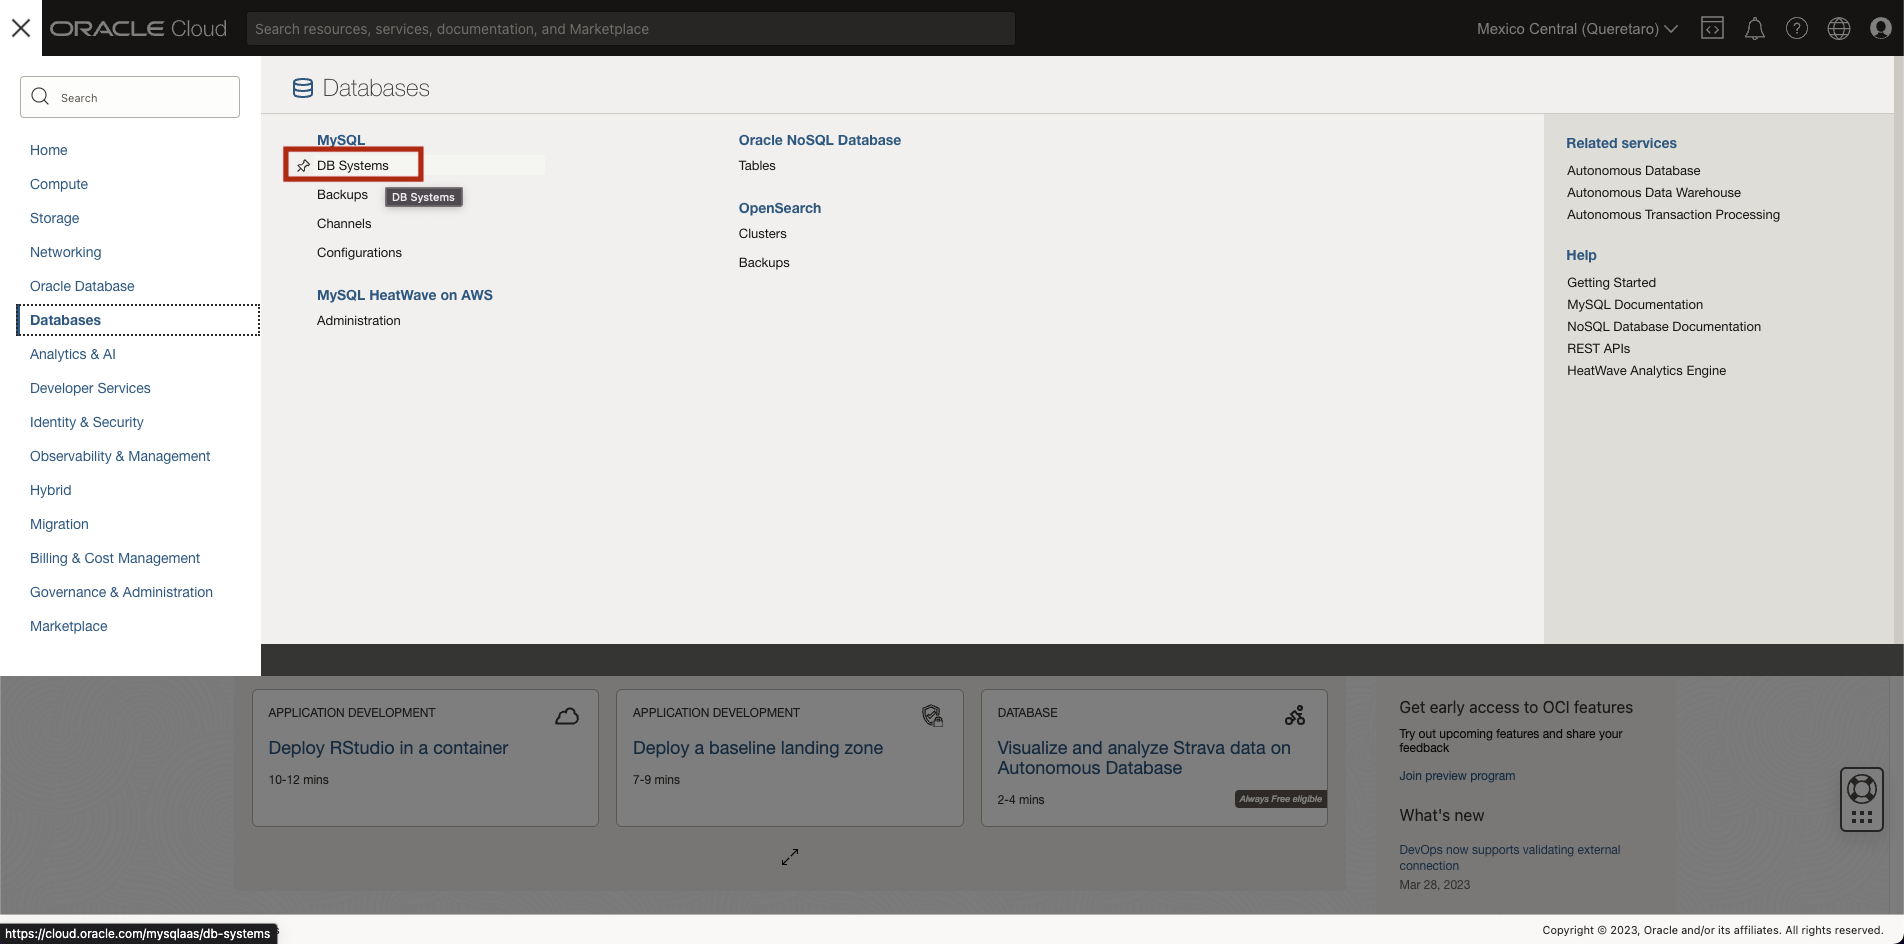 ORACLE Cloud
Search resources, services, documentation, and Marketplace
Mexico Central (Queretaro)
Search
Home
Compute
Storage
Networking
Oracle Database
Databases
Analytics & AI
Developer Services
Identity & Security
Observability & Management
Hybrid
Migration
Billing & Cost Management
Governance & Administration
Marketplace
Databases
MySQL
DB Systems
DB Systems
Backups
Channels
Configurations
MySQL HeatWave on AWS
Administration
Oracle NoSQL Database
Tables
OpenSearch
Clusters
Backups
Related services
Autonomous Database
Autonomous Data Warehouse
Autonomous Transaction Processing
Help
Getting Started
MySQL Documentation
NoSQL Database Documentation
REST APIs
HeatWave Analytics Engine
APPLICATION DEVELOPMENT
Deploy RStudio in a container
10-12 mins
APPLICATION DEVELOPMENT
Deploy a baseline landing zone
7-9 mins
DATABASE
Visualize and analyze Strava data on
Autonomous Database
2-4 mins
Always Free eligible
Get early access to OCI features
Try out upcoming features and share your
feedback
Join preview program
What's new
DevOps now supports validating external
connection
Mar 28, 2023
https://cloud.oracle.com/mysqlaas/db-systems
Copyright © 2023, Oracle and/or its affiliates. All rights reserved.